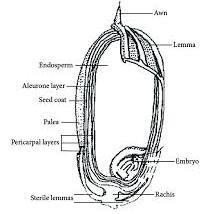 Awn
Lemma
Endosperm
Aleurone layer
Seed coat
Palea
Pericarpal layers
Embryo
Sterile lemmas
Rachis